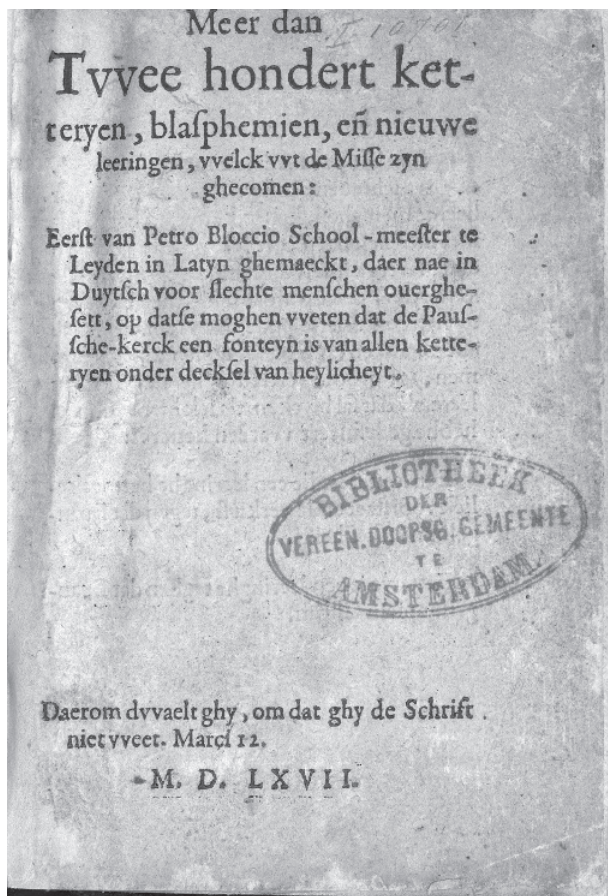 Meer dan
Tvvee hondert ket-
teryen, blaſphemien, eñ nieuwe
leeringen, vvelck vvt de Miſſe zyn
ghecomen:
Eerſt van Petro Bloccio School-meeſter te
Leyden in Latyn ghemaeckt, daer nae in
Duytſch voor ſlechte menſchen ouerghe-
ſett, op datſe moghen vveten dat de Pauſ-
ſche-kerck een fonteyn is van allen kette-
ryen onder deckſel van heylicheyt.
BIBLIOTHEEK
DER
VEREEN. DOOPSG. GEMEENTE
TE
AMSTERDAM.
Daerom dvvaelt ghy, om dat ghy de Schrift
niet vveet. Marci 12.
M. D. LXVII.